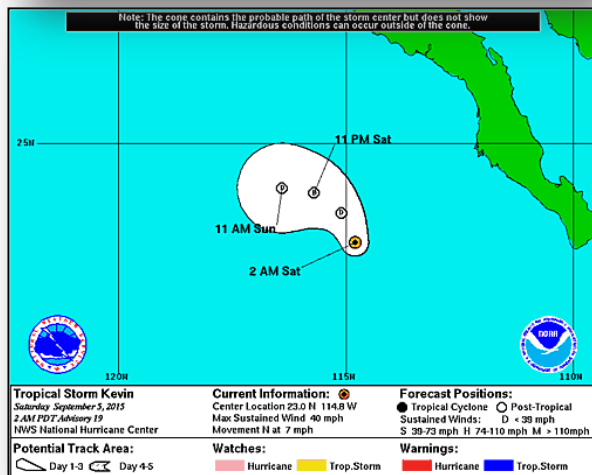 Note: The cone contains the probable path of the storm center but does not show
the size of the storm. Hazardous conditions can occur outside of the cone.
25N
11 PM Sat
D
D
D
11 AM Sun
2 AM Sat
NOAA
120W
115W
110W
Tropical Storm Kevin
Saturday September 5, 2015
2 AM PDT Advisory 19
NWS National Hurricane Center
Current Information:
Center Location 23.0 N 114.8 W
Max Sustained Wind 40 mph
Movement N at 7 mph
Forecast Positions:
Tropical Cyclone Post-Tropical
Sustained Winds: D < 39 mph
S 39-73 mph H 74-110 mph M > 110mph
Potential Track Area:
Day 1-3 Day 4-5
Watches:
Hurricane Trop.Storm
Warnings:
Hurricane Trop.Storm